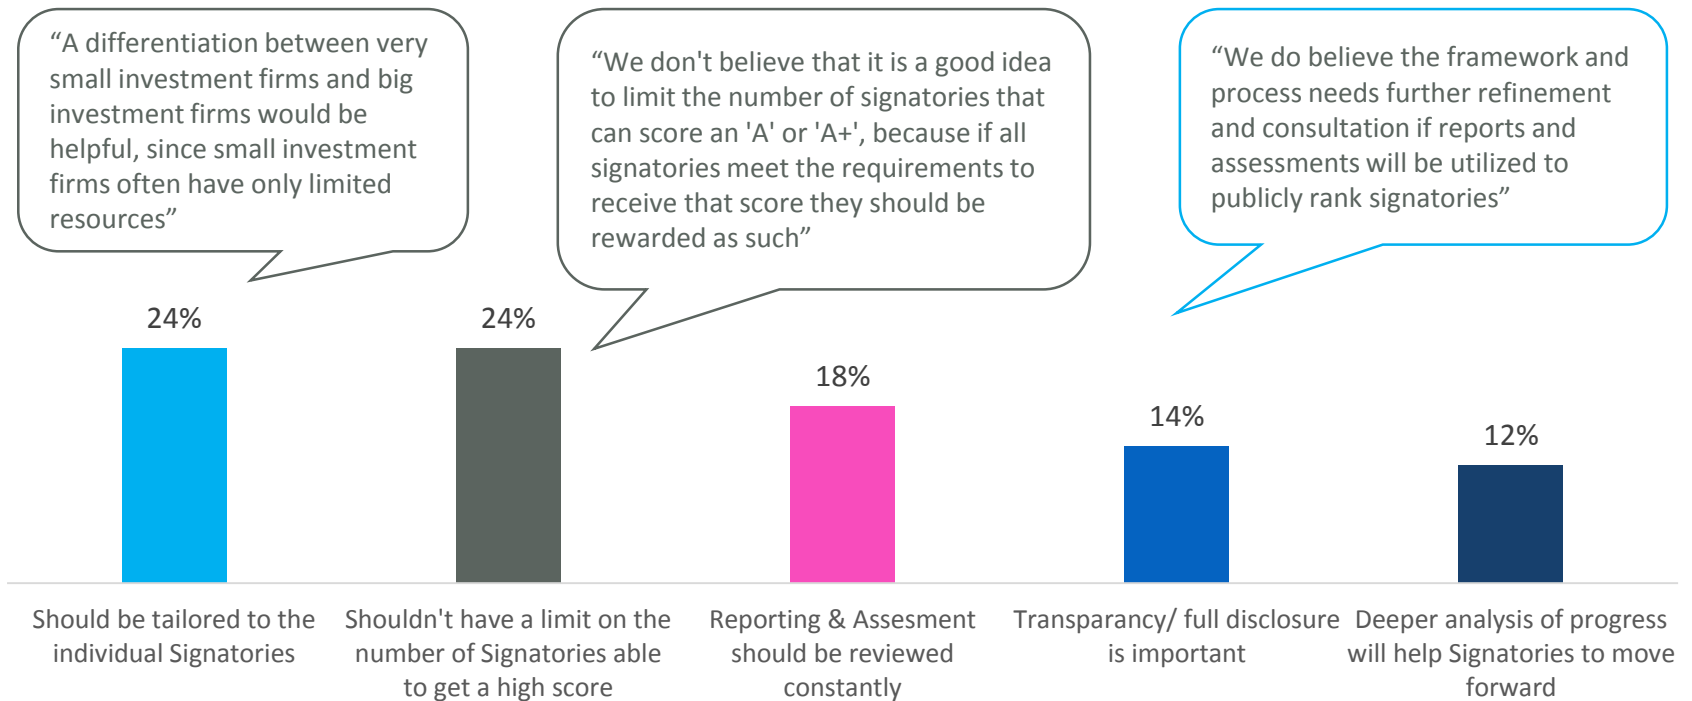 “A differentiation between very
small investment firms and big
investment firms would be
helpful, since small investment
firms often have only limited
resources”
“We don't believe that it is a good idea
to limit the number of signatories that
can score an 'A' or 'A+', because if all
signatories meet the requirements to
receive that score they should be
rewarded as such”
“We do believe the framework and
process needs further refinement
and consultation if reports and
assessments will be utilized to
publicly rank signatories”
24%
24%
18%
14%
12%
Should be tailored to the
individual Signatories
Shouldn't have a limit on the
number of Signatories able
to get a high score
Reporting & Assesment
should be reviewed
constantly
Transparancy/ full disclosure
is important
Deeper analysis of progress
will help Signatories to move
forward